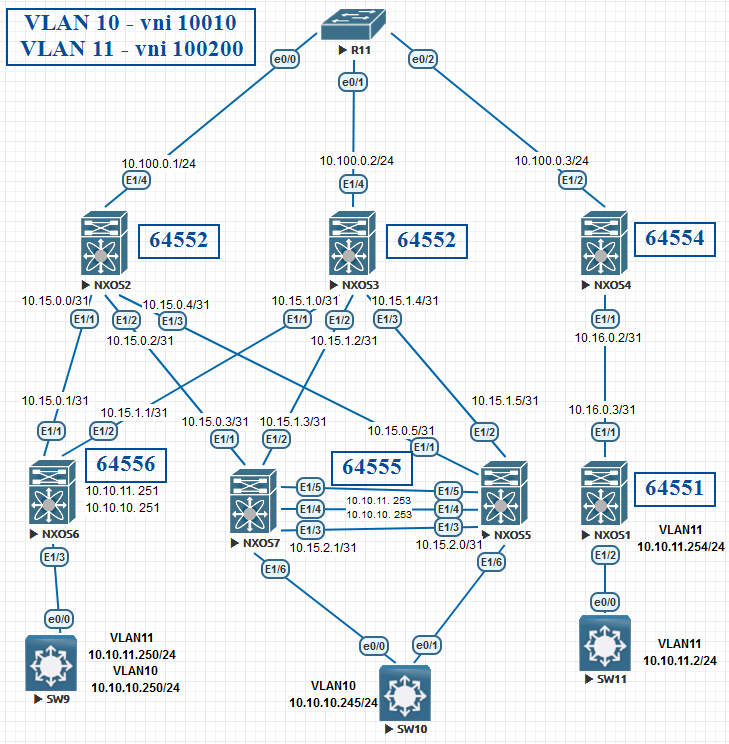 VLAN 10 - vni 10010
VLAN 11 - vni 100200
R11
e0/0
e0/1
e0/2
10.100.0.1/24
10.100.0.2/24
10.100.0.3/24
E1/4
E1/4
E1/2
64552
64552
64554
NXOS2
NXOS3
NXOS4
10.15.0.0/31
10.15.0.4/31
10.15.1.0/31
10.15.1.4/31
E1/1
E1/2
E1/3
E1/1
E1/2
E1/3
E1/1
10.15.0.2/31
10.15.1.2/31
10.16.0.2/31
10.15.0.1/31
10.15.1.1/31
10.15.0.3/31
10.15.1.3/31
10.15.0.5/31
10.15.1.5/31
10.16.0.3/31
E1/1
E1/2
E1/1
E1/2
E1/1
E1/2
E1/1
64556
64555
64551
10.10.11. 251
10.10.10. 251
E1/5
E1/5
E1/4
10.10.11. 253
10.10.10. 253
E1/4
E1/3
E1/3
NXOS6
NXOS7
NXOS5
NXOS1
10.15.2.1/31
10.15.2.0/31
VLAN11
10.10.11.254/24
E1/3
E1/6
E1/6
E1/2
e0/0
e0/0
e0/1
e0/0
VLAN11
10.10.11.250/24
VLAN10
10.10.10.250/24
SW9
VLAN10
10.10.10.245/24
SW10
VLAN11
10.10.11.2/24
SW11